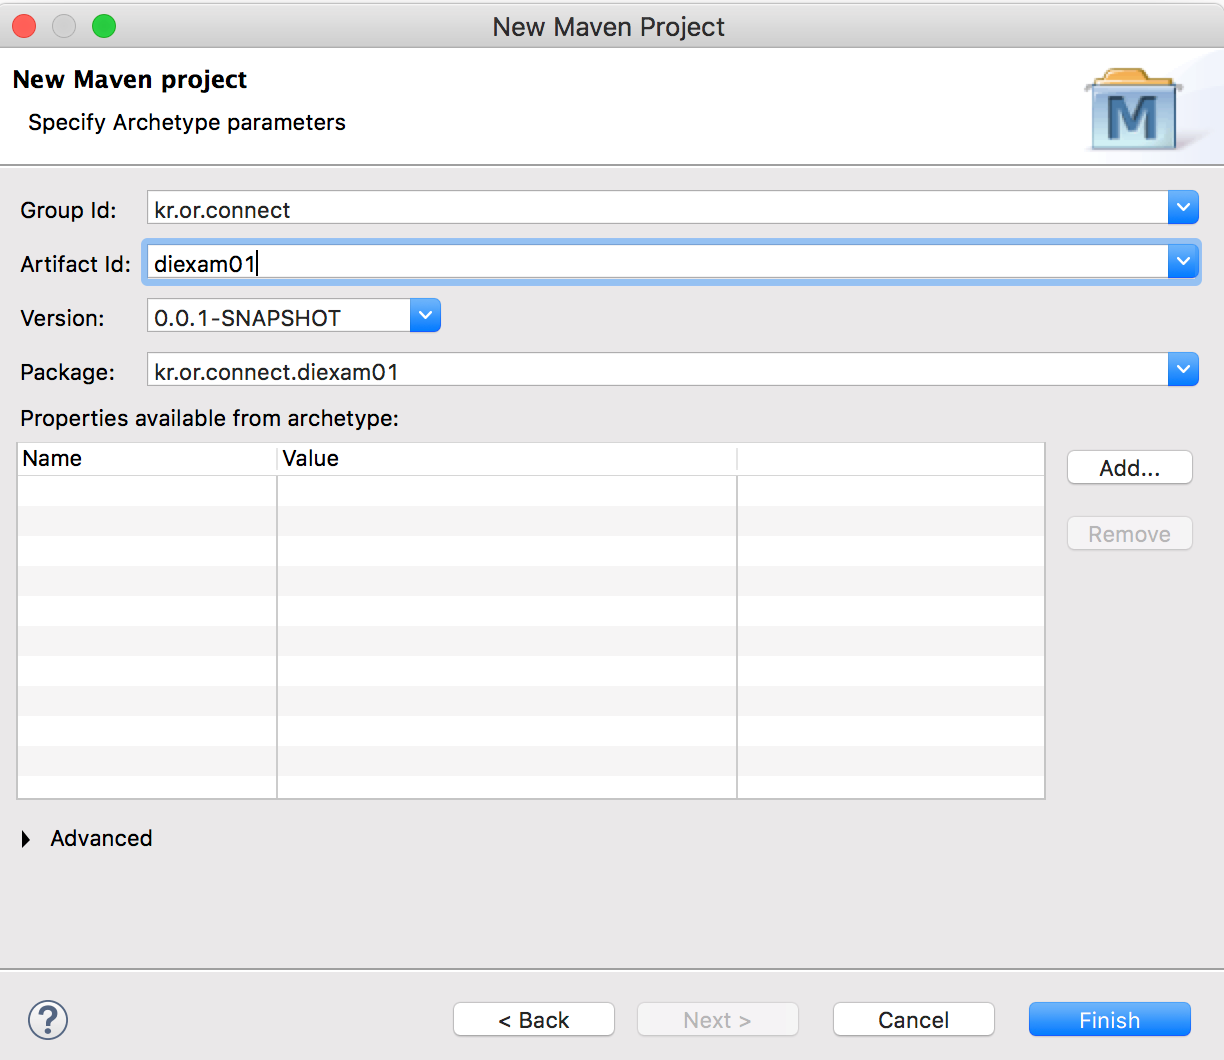 New Maven Project
New Maven project
Specify Archetype parameters
M
Group Id: kr.or.connect
Artifact Id: diexam01
Version: 0.0.1-SNAPSHOT
Package: kr.or.connect.diexam01
Properties available from archetype:
Name Value
Add...
Remove
Advanced
? < Back Next > Cancel Finish